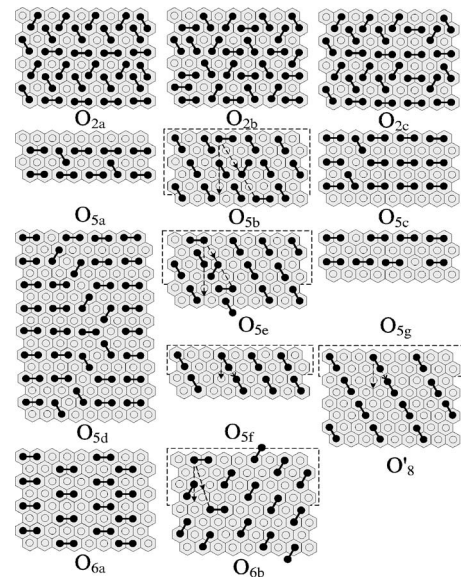 O2a O2b O2c
O5a O5b O5c
O5e O5g
O5d O5f O'8
O6a O6b